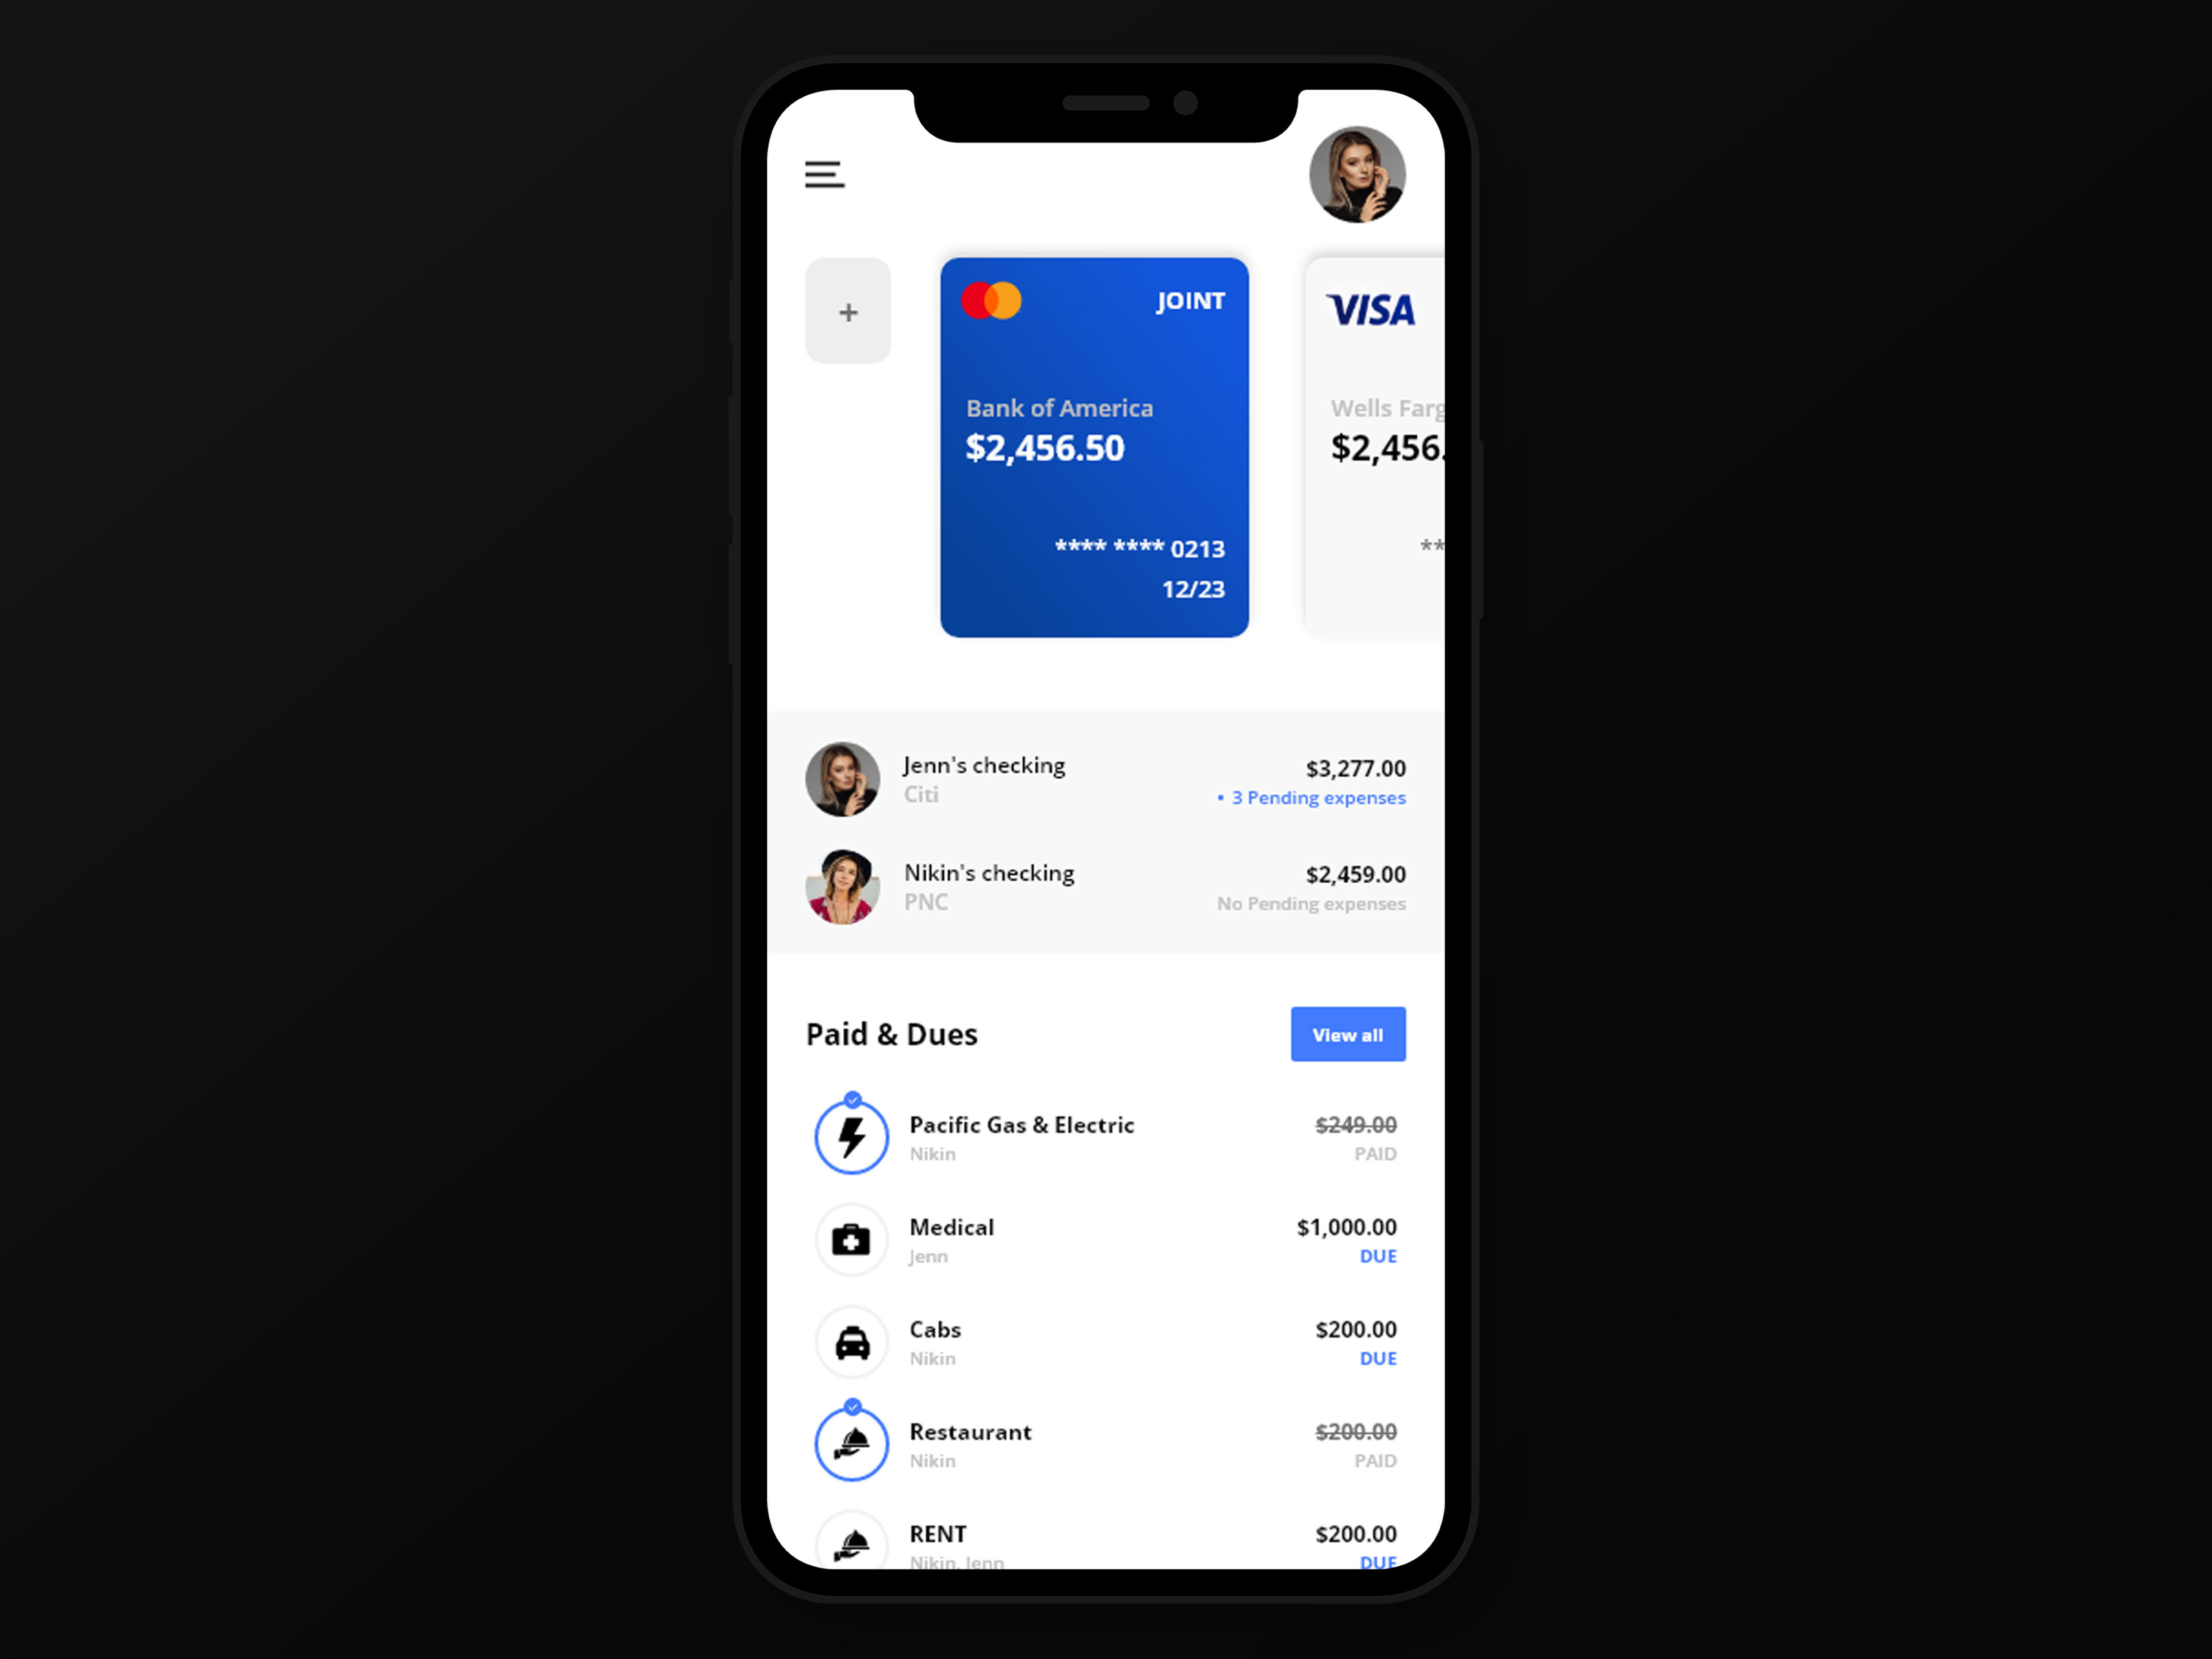 +
JOINT
VISA
Bank of America
$2,456.50
Wells Farg
$2,456.
**** **** 0213
**
12/23
Jenn's checking
$3,277.00
Citi
• 3 Pending expenses
Nikin's checking
$2,459.00
PNC
No Pending expenses
Paid & Dues
View all
Pacific Gas & Electric
$249.00
Nikin
PAID
Medical
$1,000.00
Jenn
DUE
Cabs
$200.00
Nikin
DUE
Restaurant
$200.00
Nikin
PAID
RENT
$200.00
Nikin, Jenn
DUE